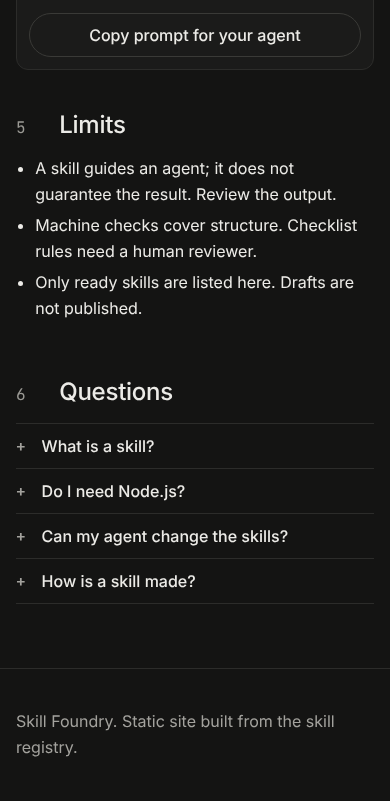 Copy prompt for your agent
5 Limits
• A skill guides an agent; it does not
guarantee the result. Review the output.
• Machine checks cover structure. Checklist
rules need a human reviewer.
• Only ready skills are listed here. Drafts are
not published.
6 Questions
+ What is a skill?
+ Do I need Node.js?
+ Can my agent change the skills?
+ How is a skill made?
Skill Foundry. Static site built from the skill
registry.